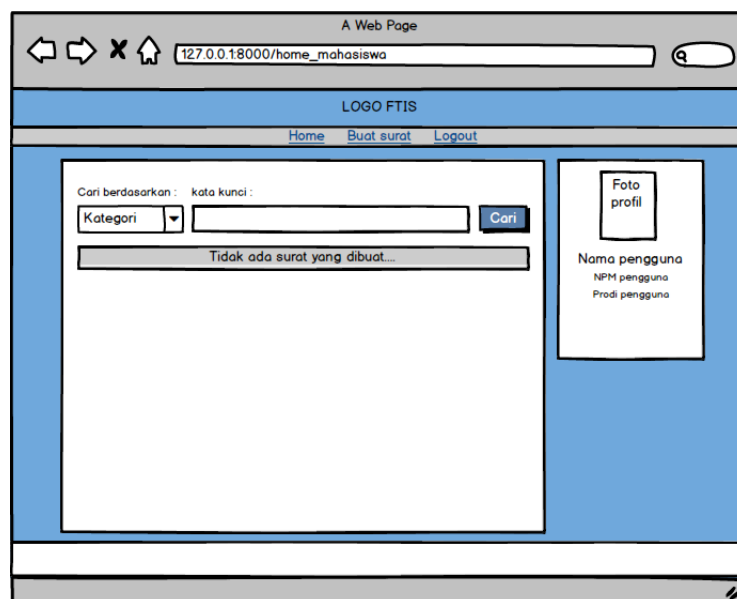 A Web Page
127.0.0.1:8000/home_mahasiswa
LOGO FTIS
Home Buat surat Logout
Cari berdasarkan : kata kunci :
Kategori Cari
Tidak ada surat yang dibuat....
Foto
profil
Nama pengguna
NPM pengguna
Prodi pengguna